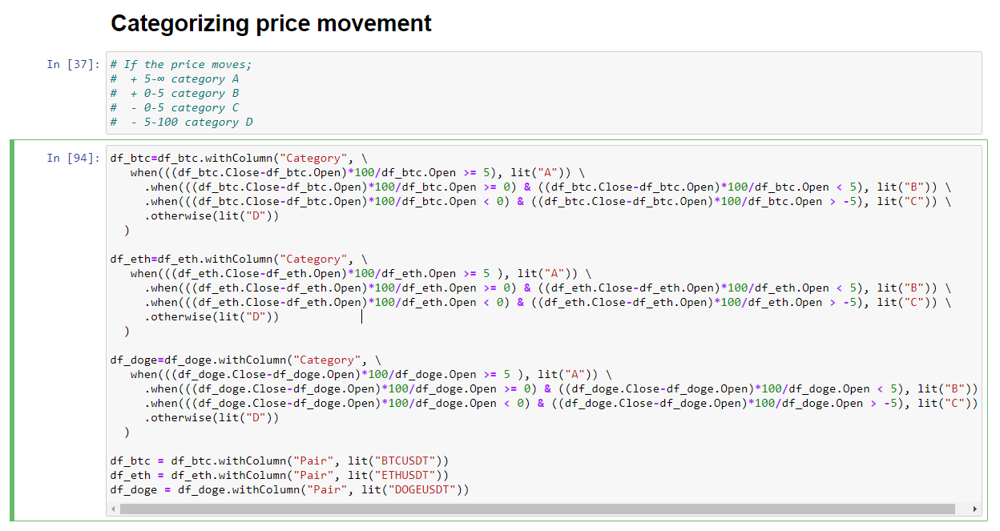 Categorizing price movement
In [37]:
# If the price moves;
#  + 5-∞ category A
#  + 0-5 category B
#  - 0-5 category C
#  - 5-100 category D
In [94]:
df_btc=df_btc.withColumn("Category", \
   when(((df_btc.Close-df_btc.Open)*100/df_btc.Open >= 5), lit("A")) \
     .when(((df_btc.Close-df_btc.Open)*100/df_btc.Open >= 0) & ((df_btc.Close-df_btc.Open)*100/df_btc.Open < 5), lit("B")) \
     .when(((df_btc.Close-df_btc.Open)*100/df_btc.Open < 0) & ((df_btc.Close-df_btc.Open)*100/df_btc.Open > -5), lit("C")) \
     .otherwise(lit("D"))
  )
df_eth=df_eth.withColumn("Category", \
   when(((df_eth.Close-df_eth.Open)*100/df_eth.Open >= 5 ), lit("A")) \
     .when(((df_eth.Close-df_eth.Open)*100/df_eth.Open >= 0) & ((df_eth.Close-df_eth.Open)*100/df_eth.Open < 5), lit("B")) \
     .when(((df_eth.Close-df_eth.Open)*100/df_eth.Open < 0) & ((df_eth.Close-df_eth.Open)*100/df_eth.Open > -5), lit("C")) \
     .otherwise(lit("D"))
  )
df_doge=df_doge.withColumn("Category", \
   when(((df_doge.Close-df_doge.Open)*100/df_doge.Open >= 5 ), lit("A")) \
     .when(((df_doge.Close-df_doge.Open)*100/df_doge.Open >= 0) & ((df_doge.Close-df_doge.Open)*100/df_doge.Open < 5), lit("B"))
     .when(((df_doge.Close-df_doge.Open)*100/df_doge.Open < 0) & ((df_doge.Close-df_doge.Open)*100/df_doge.Open > -5), lit("C"))
     .otherwise(lit("D"))
  )
df_btc = df_btc.withColumn("Pair", lit("BTCUSDT"))
df_eth = df_eth.withColumn("Pair", lit("ETHUSDT"))
df_doge = df_doge.withColumn("Pair", lit("DOGEUSDT"))